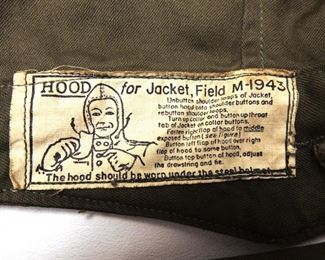 HOOD for Jacket, Field M-1943
Unbutton shoulder loops of Jacket,
button hood into shoulder buttons and
rebutton shoulder loops.
Turn up collar and button up throat
tab of Jacket on collar buttons.
Fasten right flap of hood to middle
exposed button (see figure)
Button left flap of hood over right
flap of hood to same button.
Button top button of hood, adjust
the drawstring and tie.
The hood should be worn under the steel helmet